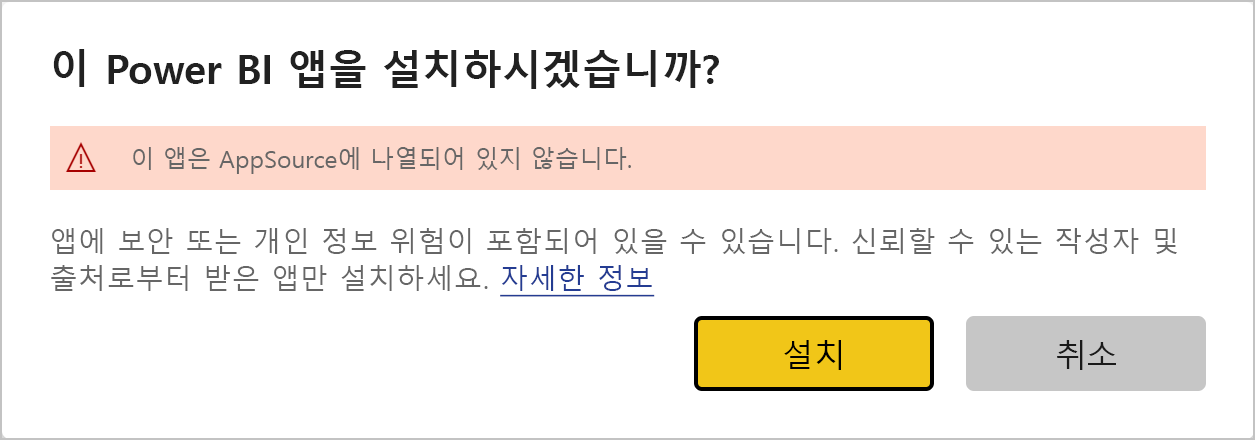 이 Power BI 앱을 설치하시겠습니까?
이 앱은 AppSource에 나열되어 있지 않습니다.
앱에 보안 또는 개인 정보 위험이 포함되어 있을 수 있습니다. 신뢰할 수 있는 작성자 및
출처로부터 받은 앱만 설치하세요. 자세한 정보
설치
취소